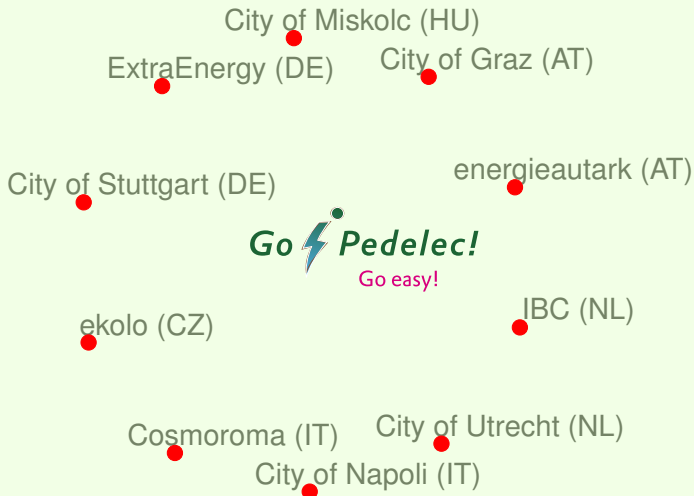 City of Miskolc (HU)
City of Graz (AT)
ExtraEnergy (DE)
energieautark (AT)
City of Stuttgart (DE)
Go Pedelec!
Go easy!
IBC (NL)
ekolo (CZ)
City of Utrecht (NL)
Cosmoroma (IT)
City of Napoli (IT)